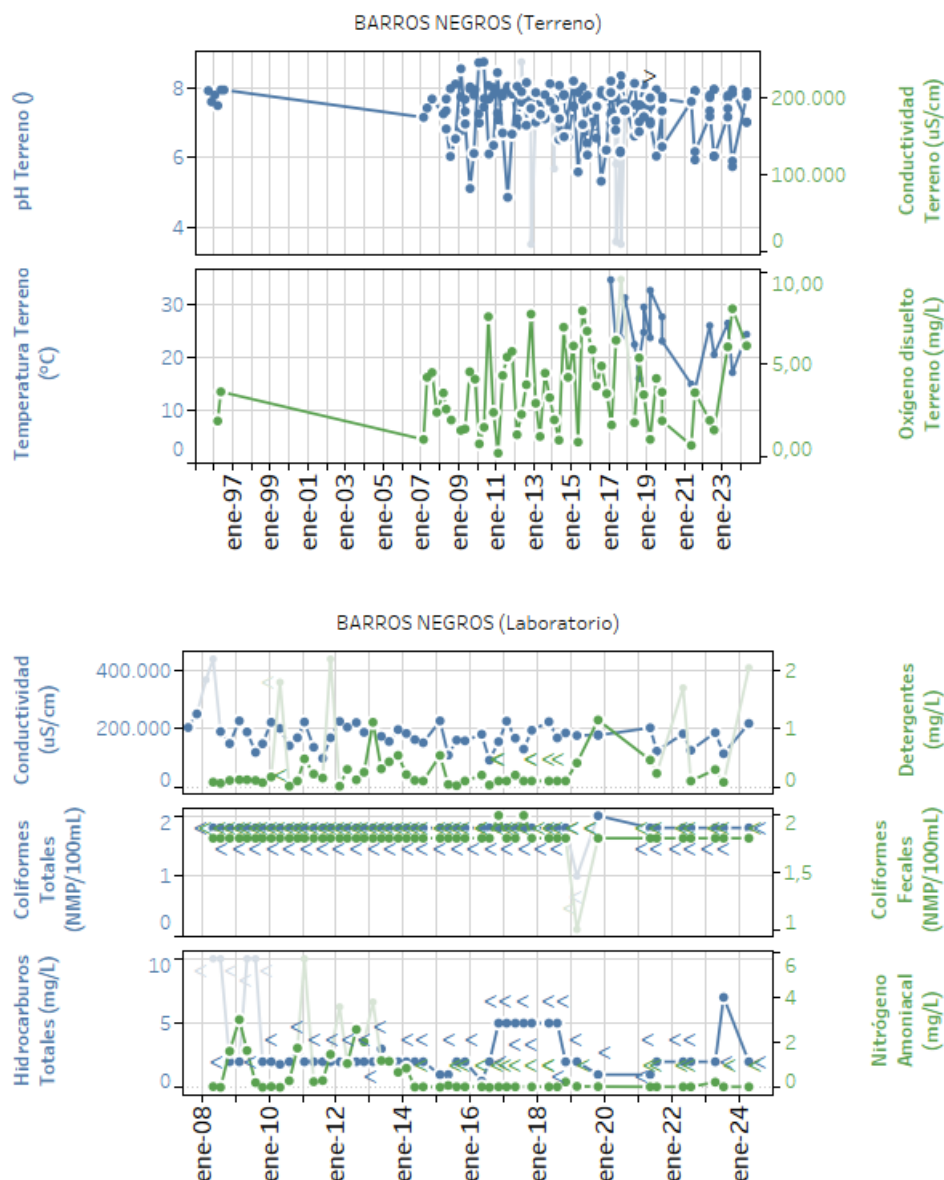 BARROS NEGROS (Terreno)
pH Terreno ()
8
6
4
200.000
100.000
0
Conductividad
Terreno (uS/cm)
>
Temperatura Terreno
(ºC)
30
20
10
0
10,00
5,00
0,00
Oxígeno disuelto
Terreno (mg/L)
ene-97
ene-99
ene-01
ene-03
ene-05
ene-07
ene-09
ene-11
ene-13
ene-15
ene-17
ene-19
ene-21
ene-23
BARROS NEGROS (Laboratorio)
Conductividad
(uS/cm)
400.000
200.000
0
2
1
0
Detergentes
(mg/L)
Coliformes
Totales
(NMP/100mL)
2
1
0
2
1,5
1
Coliformes
Fecales
(NMP/100mL)
Hidrocarburos
Totales (mg/L)
10
5
0
6
4
2
0
Nitrógeno
Amoniacal
(mg/L)
ene-08
ene-10
ene-12
ene-14
ene-16
ene-18
ene-20
ene-22
ene-24